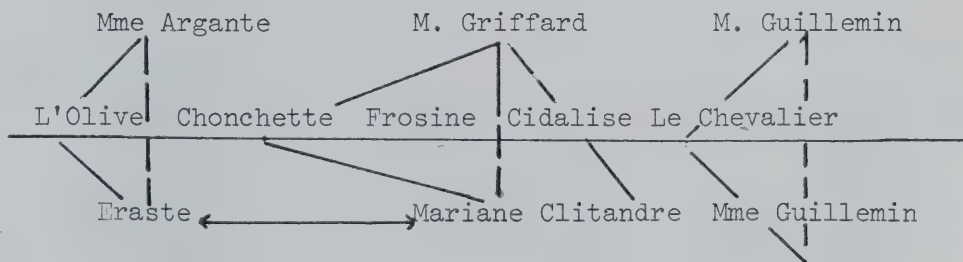 Mme Argante M. Griffard M. Guillemin
L'Olive Chonchette Frosine Cidalise Le Chevalier
Eraste Mariane Clitandre Mme Guillemin